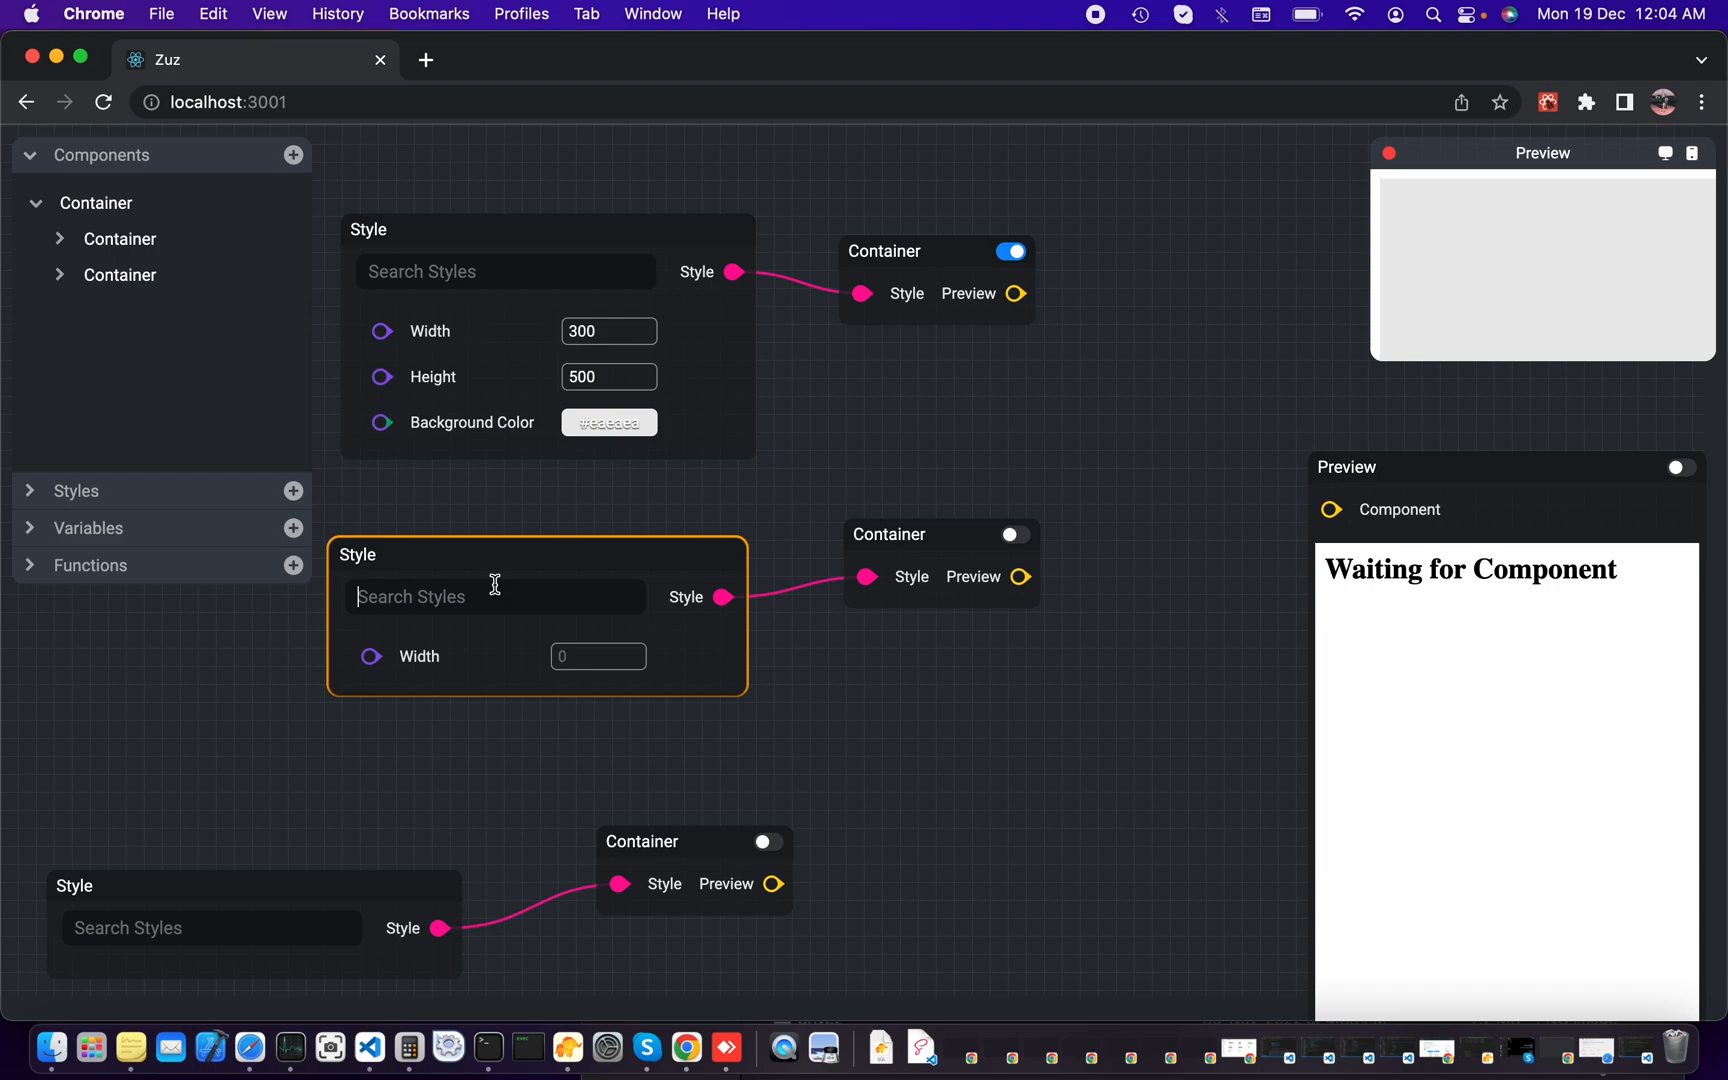 Chrome File Edit View History Bookmarks Profiles Tab Window Help Mon 19 Dec 12:04 AM
Zuz
localhost:3001
Components
Container
Container
Container
Styles
Variables
Functions
Style
Search Styles
Style
Width 300
Height 500
Background Color #eaeaea
Container
Style Preview
Style
Search Styles
Style
Width 0
Container
Style Preview
Style
Search Styles
Style
Container
Style Preview
Preview
Preview
Component
Waiting for Component